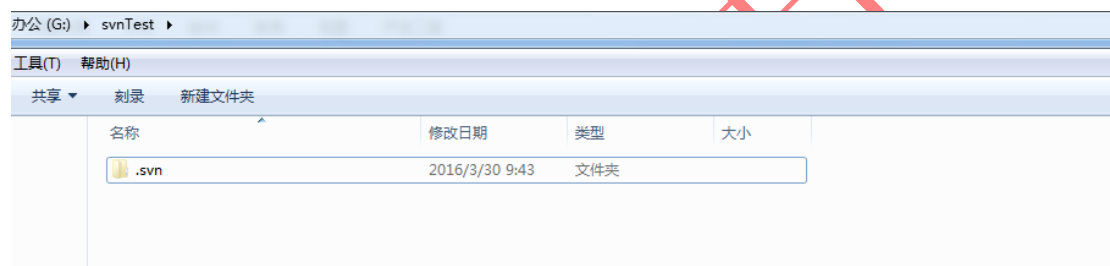 办公 (G:) ▸ svnTest ▸
工具(T) 帮助(H)
共享 ▾ 刻录 新建文件夹
名称 修改日期 类型 大小
.svn 2016/3/30 9:43 文件夹